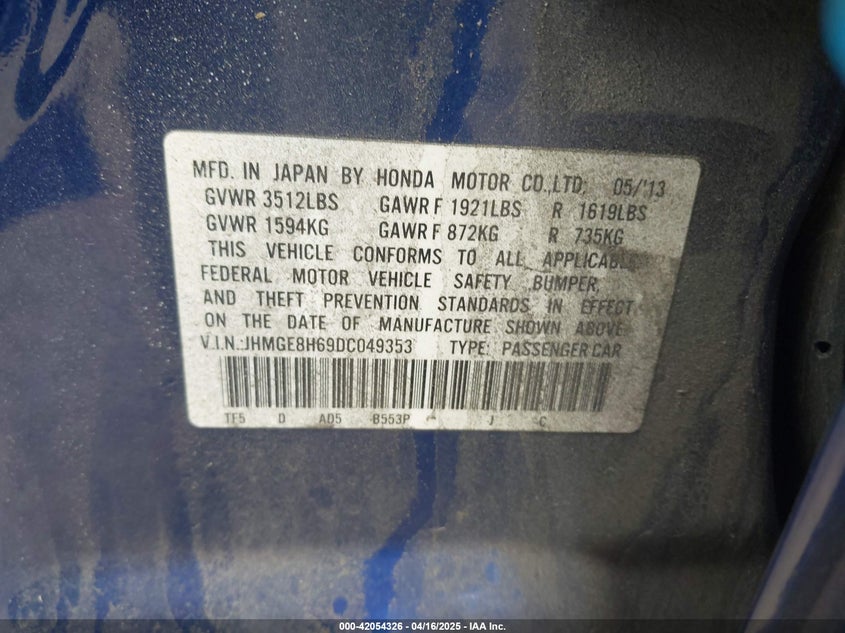 MFD. IN JAPAN BY HONDA MOTOR CO.,LTD. 05/'13
GVWR 3512LBS GAWR F 1921LBS R 1619LBS
GVWR 1594KG GAWR F 872KG R 735KG
THIS VEHICLE CONFORMS TO ALL APPLICABLE
FEDERAL MOTOR VEHICLE SAFETY BUMPER,
AND THEFT PREVENTION STANDARDS IN EFFECT
ON THE DATE OF MANUFACTURE SHOWN ABOVE.
V.I.N.:JHMGE8H69DC049353 TYPE: PASSENGER CAR
TF5 D AD5 B553P J C
000-42054326 - 04/16/2025 - IAA Inc.